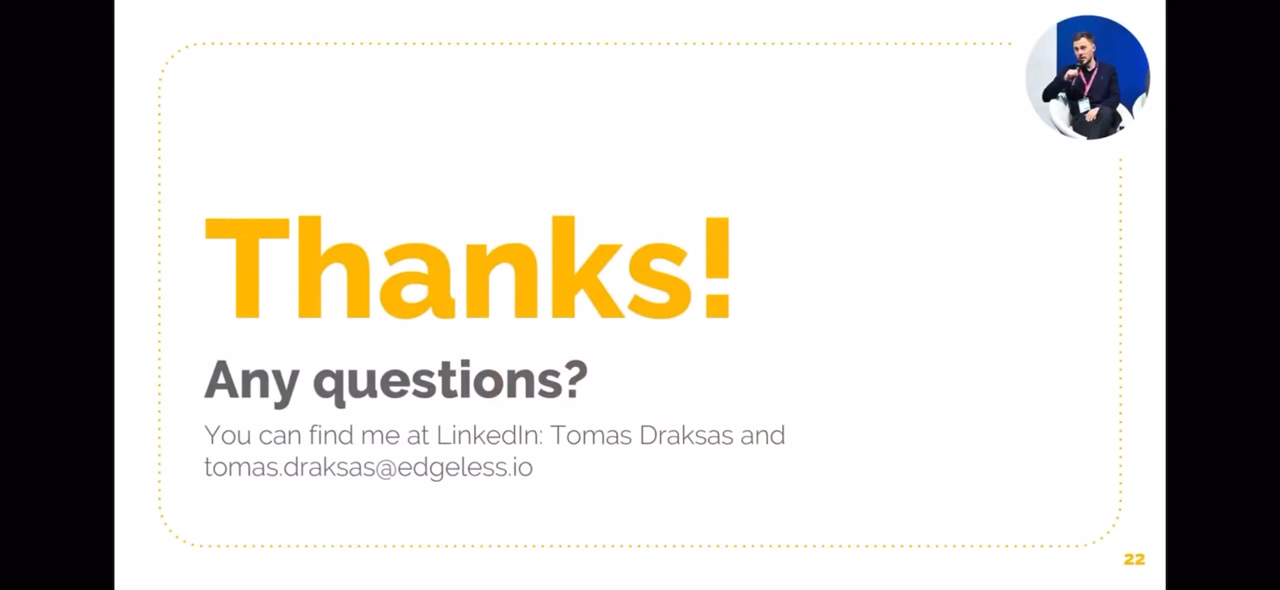 Thanks!
Any questions?
You can find me at LinkedIn: Tomas Draksas and
tomas.draksas@edgeless.io
22